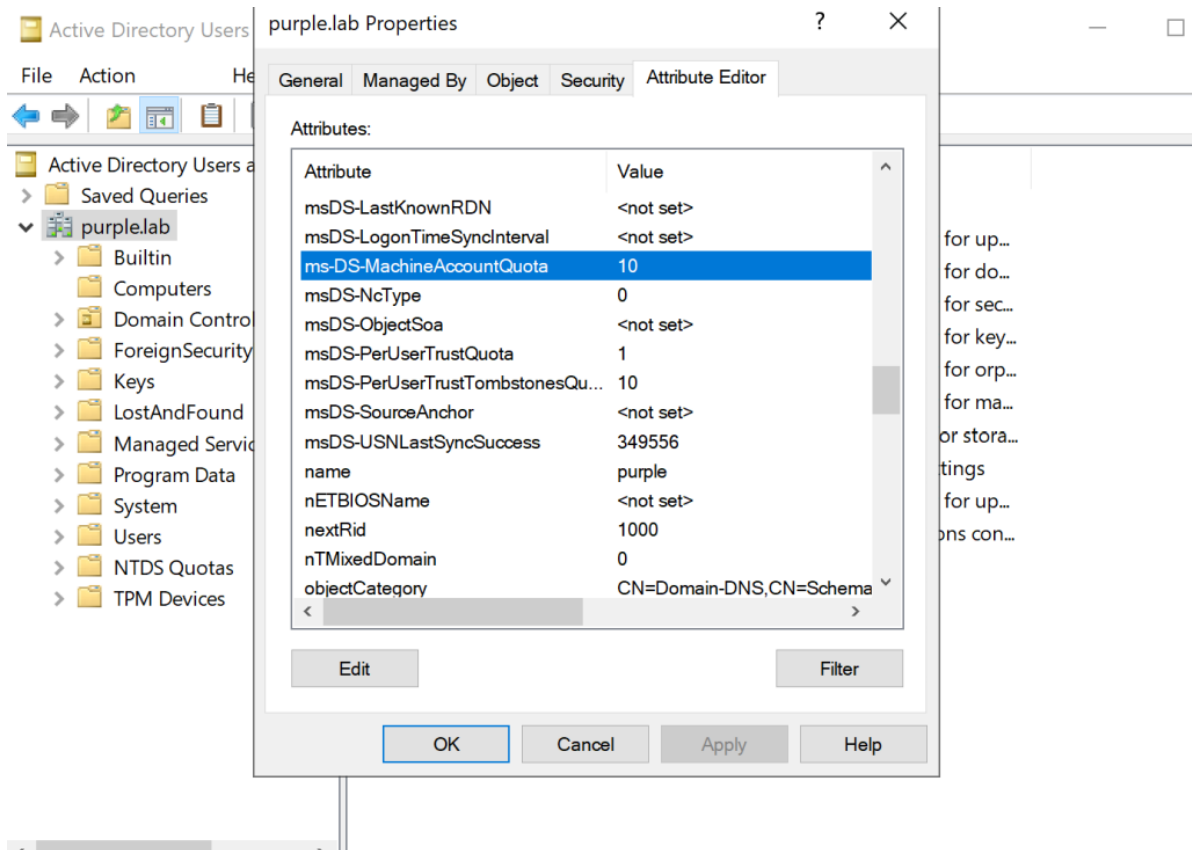 Active Directory Users
File Action He
Active Directory Users a
Saved Queries
purple.lab
Builtin
Computers
Domain Control
ForeignSecurity
Keys
LostAndFound
Managed Servic
Program Data
System
Users
NTDS Quotas
TPM Devices
purple.lab Properties ?
General Managed By Object Security Attribute Editor
Attributes:
Attribute Value
msDS-LastKnownRDN <not set>
msDS-LogonTimeSyncInterval <not set>
ms-DS-MachineAccountQuota 10
msDS-NcType 0
msDS-ObjectSoa <not set>
msDS-PerUserTrustQuota 1
msDS-PerUserTrustTombstonesQu... 10
msDS-SourceAnchor <not set>
msDS-USNLastSyncSuccess 349556
name purple
nETBIOSName <not set>
nextRid 1000
nTMixedDomain 0
objectCategory CN=Domain-DNS,CN=Schema
Edit Filter
OK Cancel Apply Help
for up...
for do...
for sec...
for key...
for orp...
for ma...
or stora...
tings
for up...
ons con...